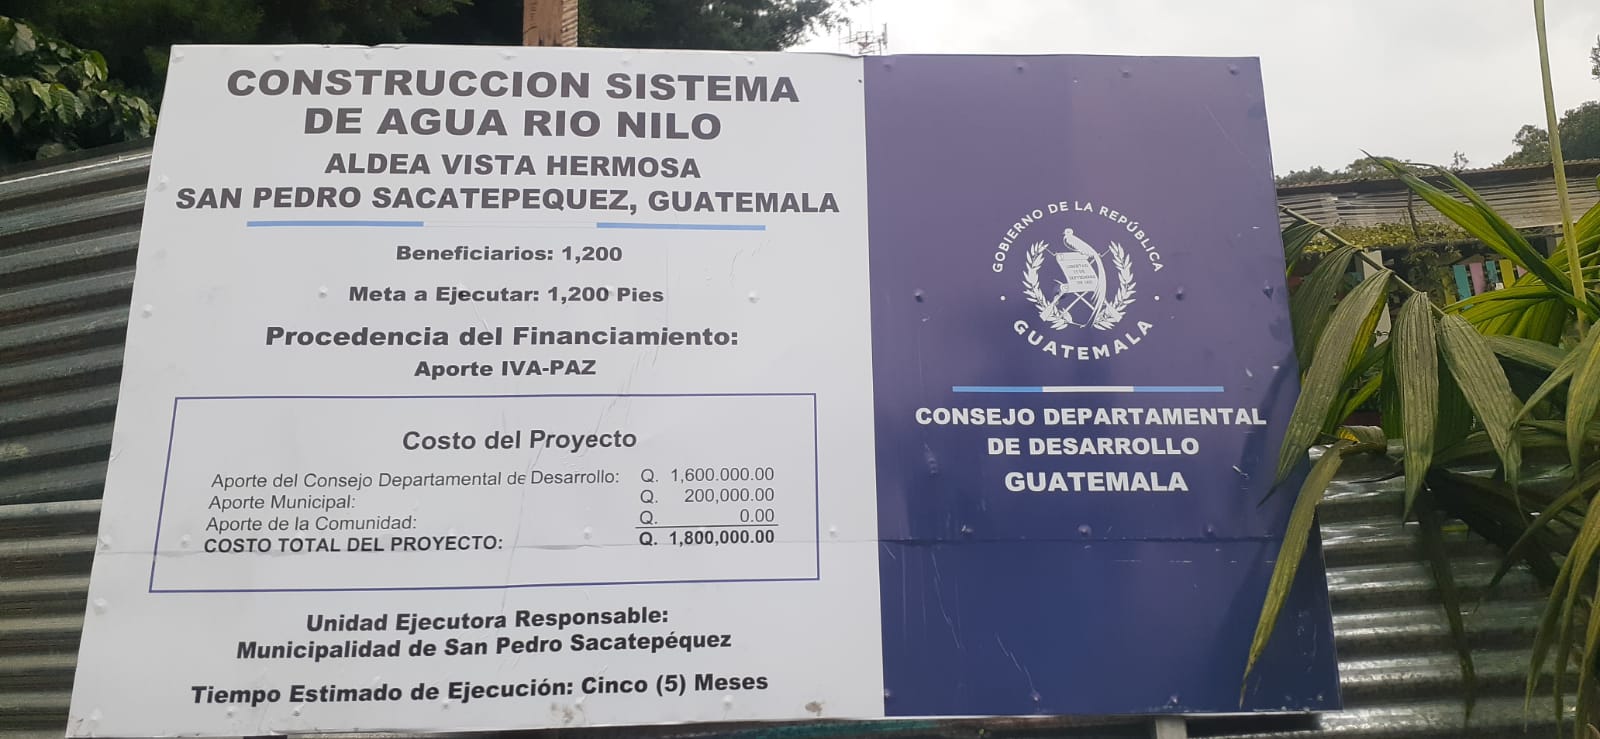 CONSTRUCCION SISTEMA
DE AGUA RIO NILO
ALDEA VISTA HERMOSA
SAN PEDRO SACATEPEQUEZ, GUATEMALA
Beneficiarios: 1,200
Meta a Ejecutar: 1,200 Pies
Procedencia del Financiamiento:
Aporte IVA-PAZ
Costo del Proyecto
Aporte del Consejo Departamental de Desarrollo: Q. 1,600.000.00
Aporte Municipal: Q. 200,000.00
Aporte de la Comunidad: Q. 0.00
COSTO TOTAL DEL PROYECTO: Q. 1,800,000.00
Unidad Ejecutora Responsable:
Municipalidad de San Pedro Sacatepéquez
Tiempo Estimado de Ejecución: Cinco (5) Meses
GOBIERNO DE LA REPÚBLICA
GUATEMALA
CONSEJO DEPARTAMENTAL
DE DESARROLLO
GUATEMALA